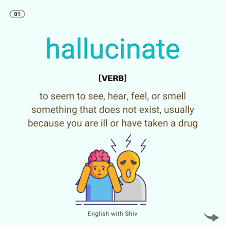 01
hallucinate
[VERB]
to seem to see, hear, feel, or smell
something that does not exist, usually
because you are ill or have taken a drug
English with Shiv